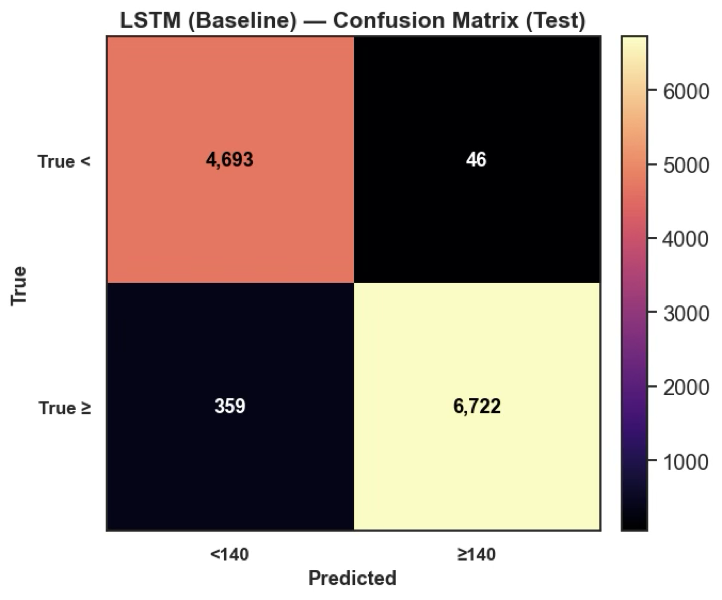 LSTM (Baseline) — Confusion Matrix (Test)
True <
4,693
46
True
True ≥
359
6,722
<140
≥140
Predicted
6000
5000
4000
3000
2000
1000